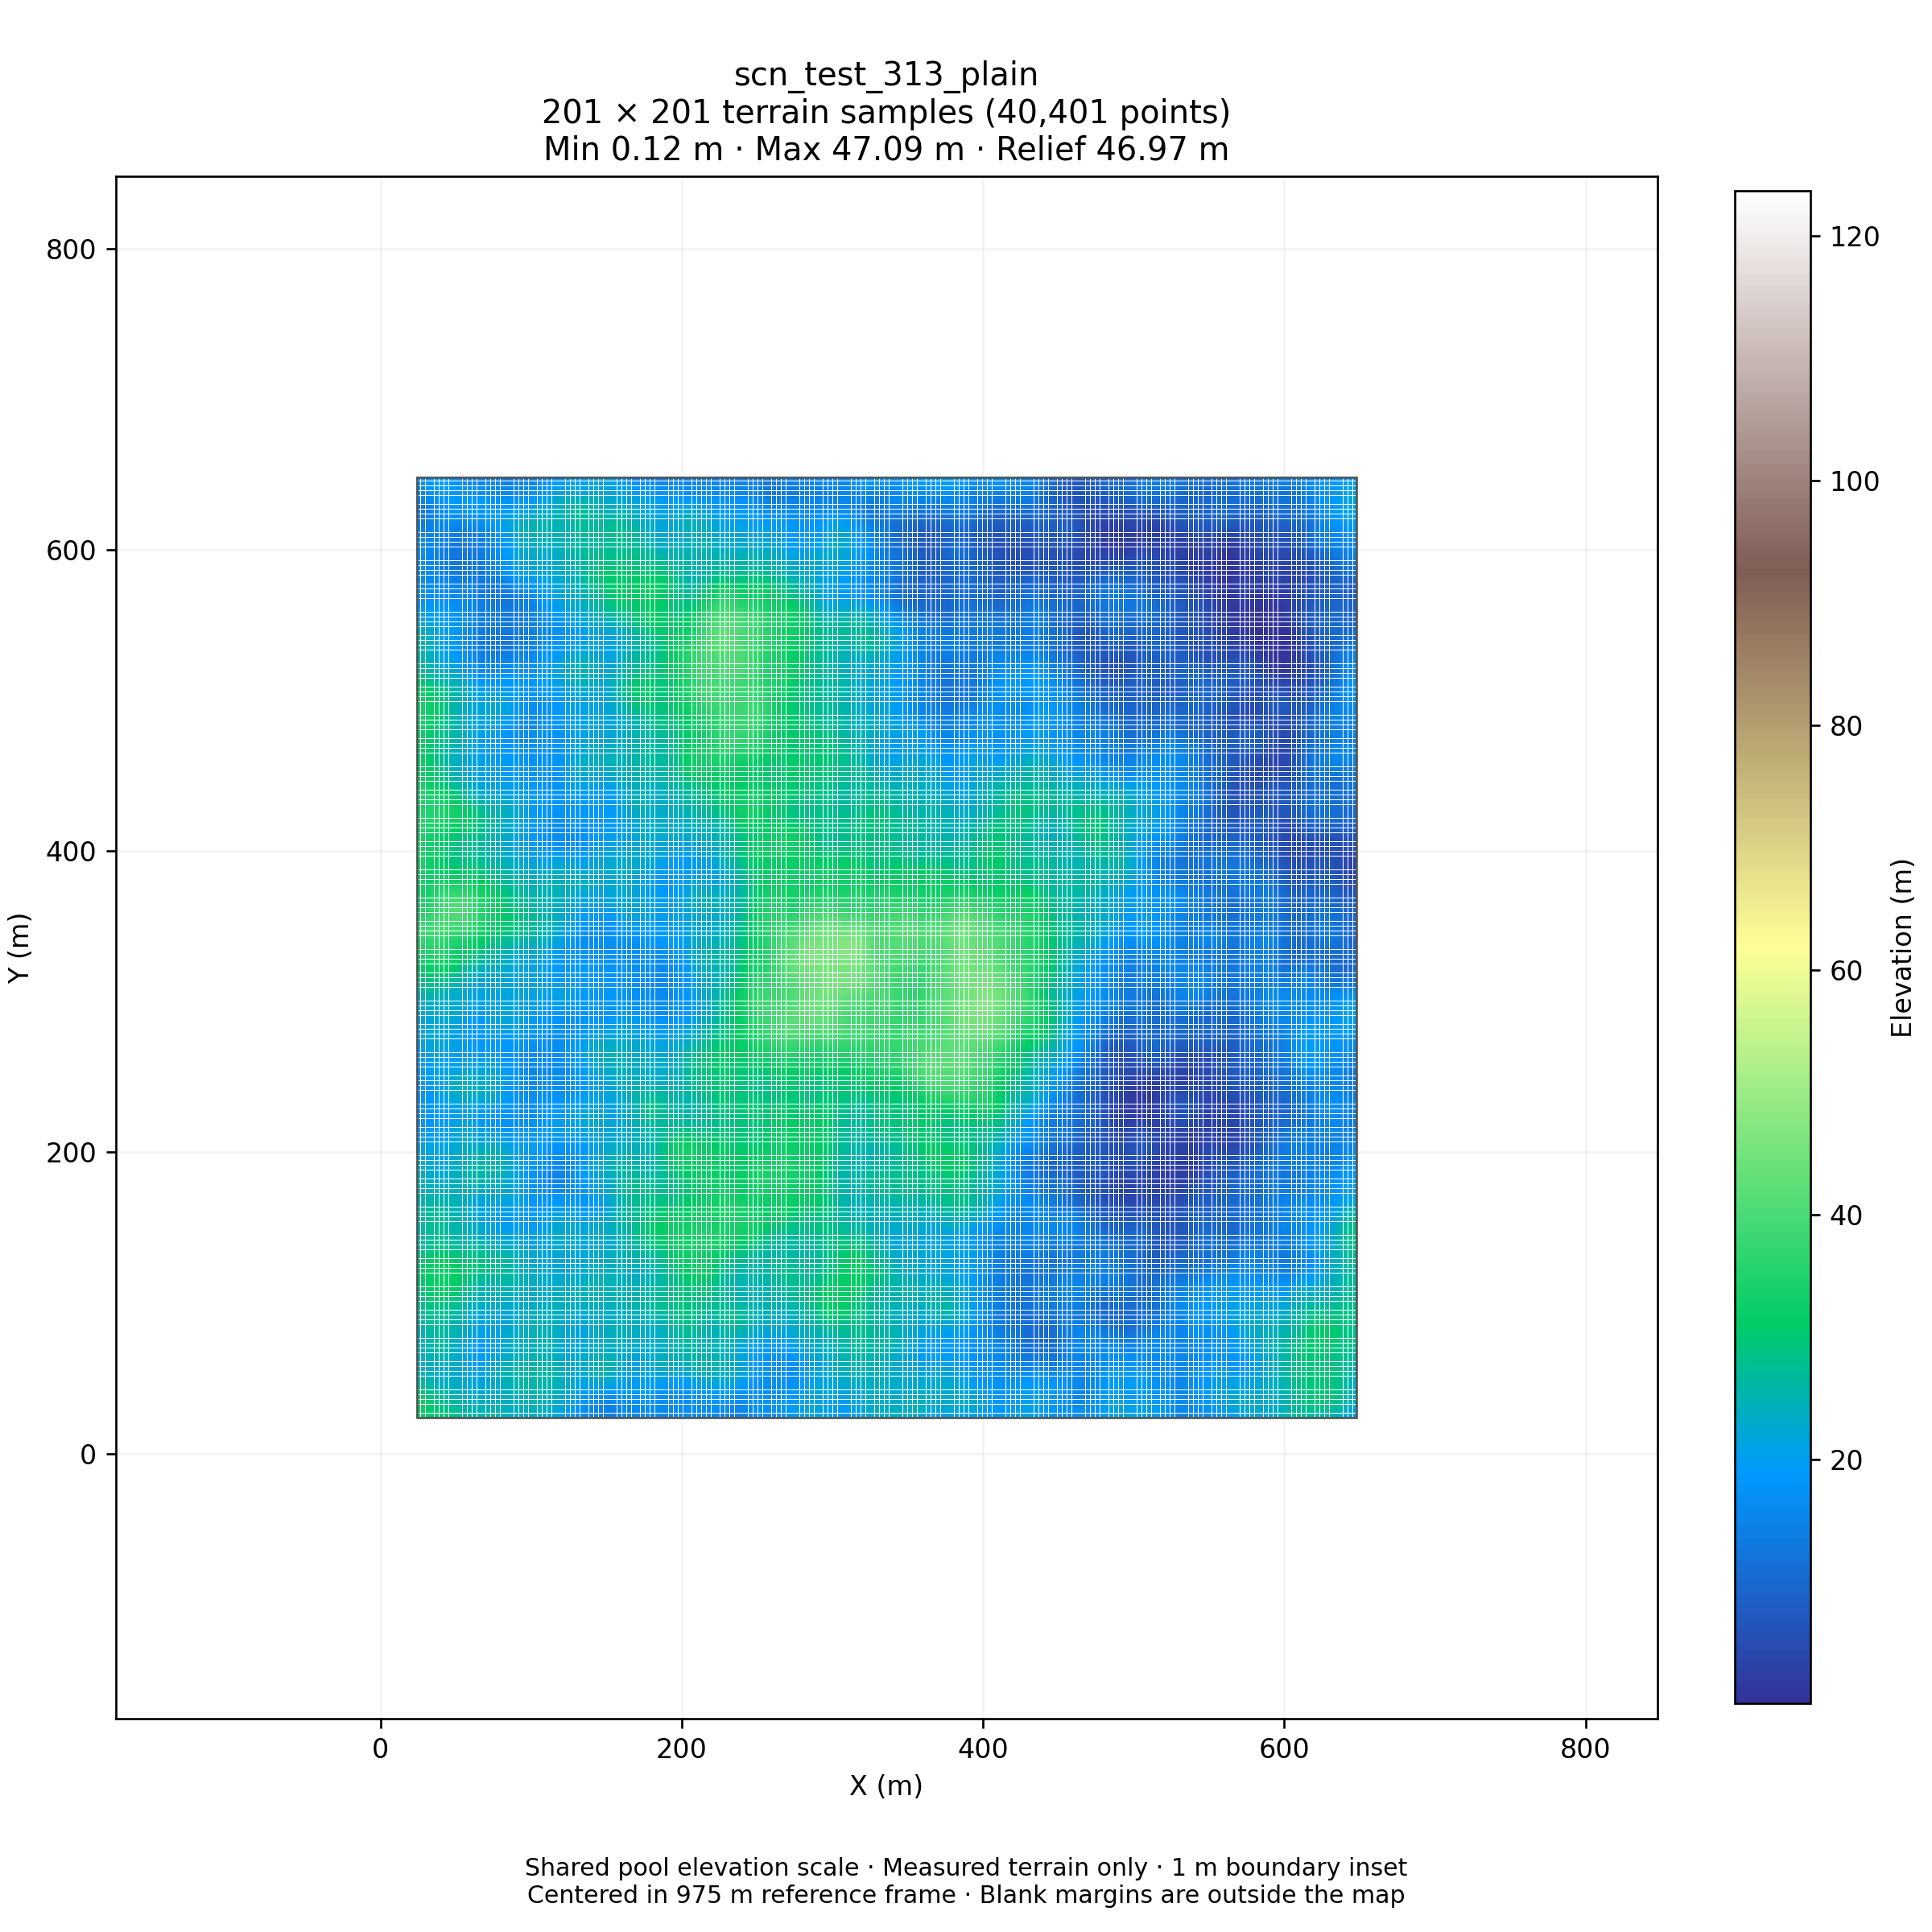 scn_test_313_plain
201 × 201 terrain samples (40,401 points)
Min 0.12 m · Max 47.09 m · Relief 46.97 m
800
600
400
200
0
Y (m)
0
200
400
600
800
X (m)
120
100
80
60
40
20
Elevation (m)
Shared pool elevation scale · Measured terrain only · 1 m boundary inset
Centered in 975 m reference frame · Blank margins are outside the map